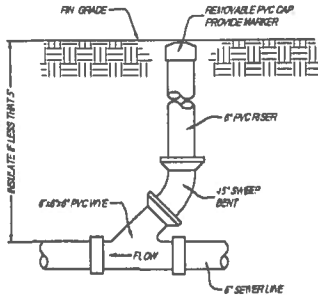 FIN GRADE
REMOVABLE PVC CAP
PROVIDE MARKER
INSULATE IF LESS THAT 5'
6" PVC RISER
45° SWEEP
BENT
6"x6"x6" PVC WYE
FLOW
6" SEWER LINE